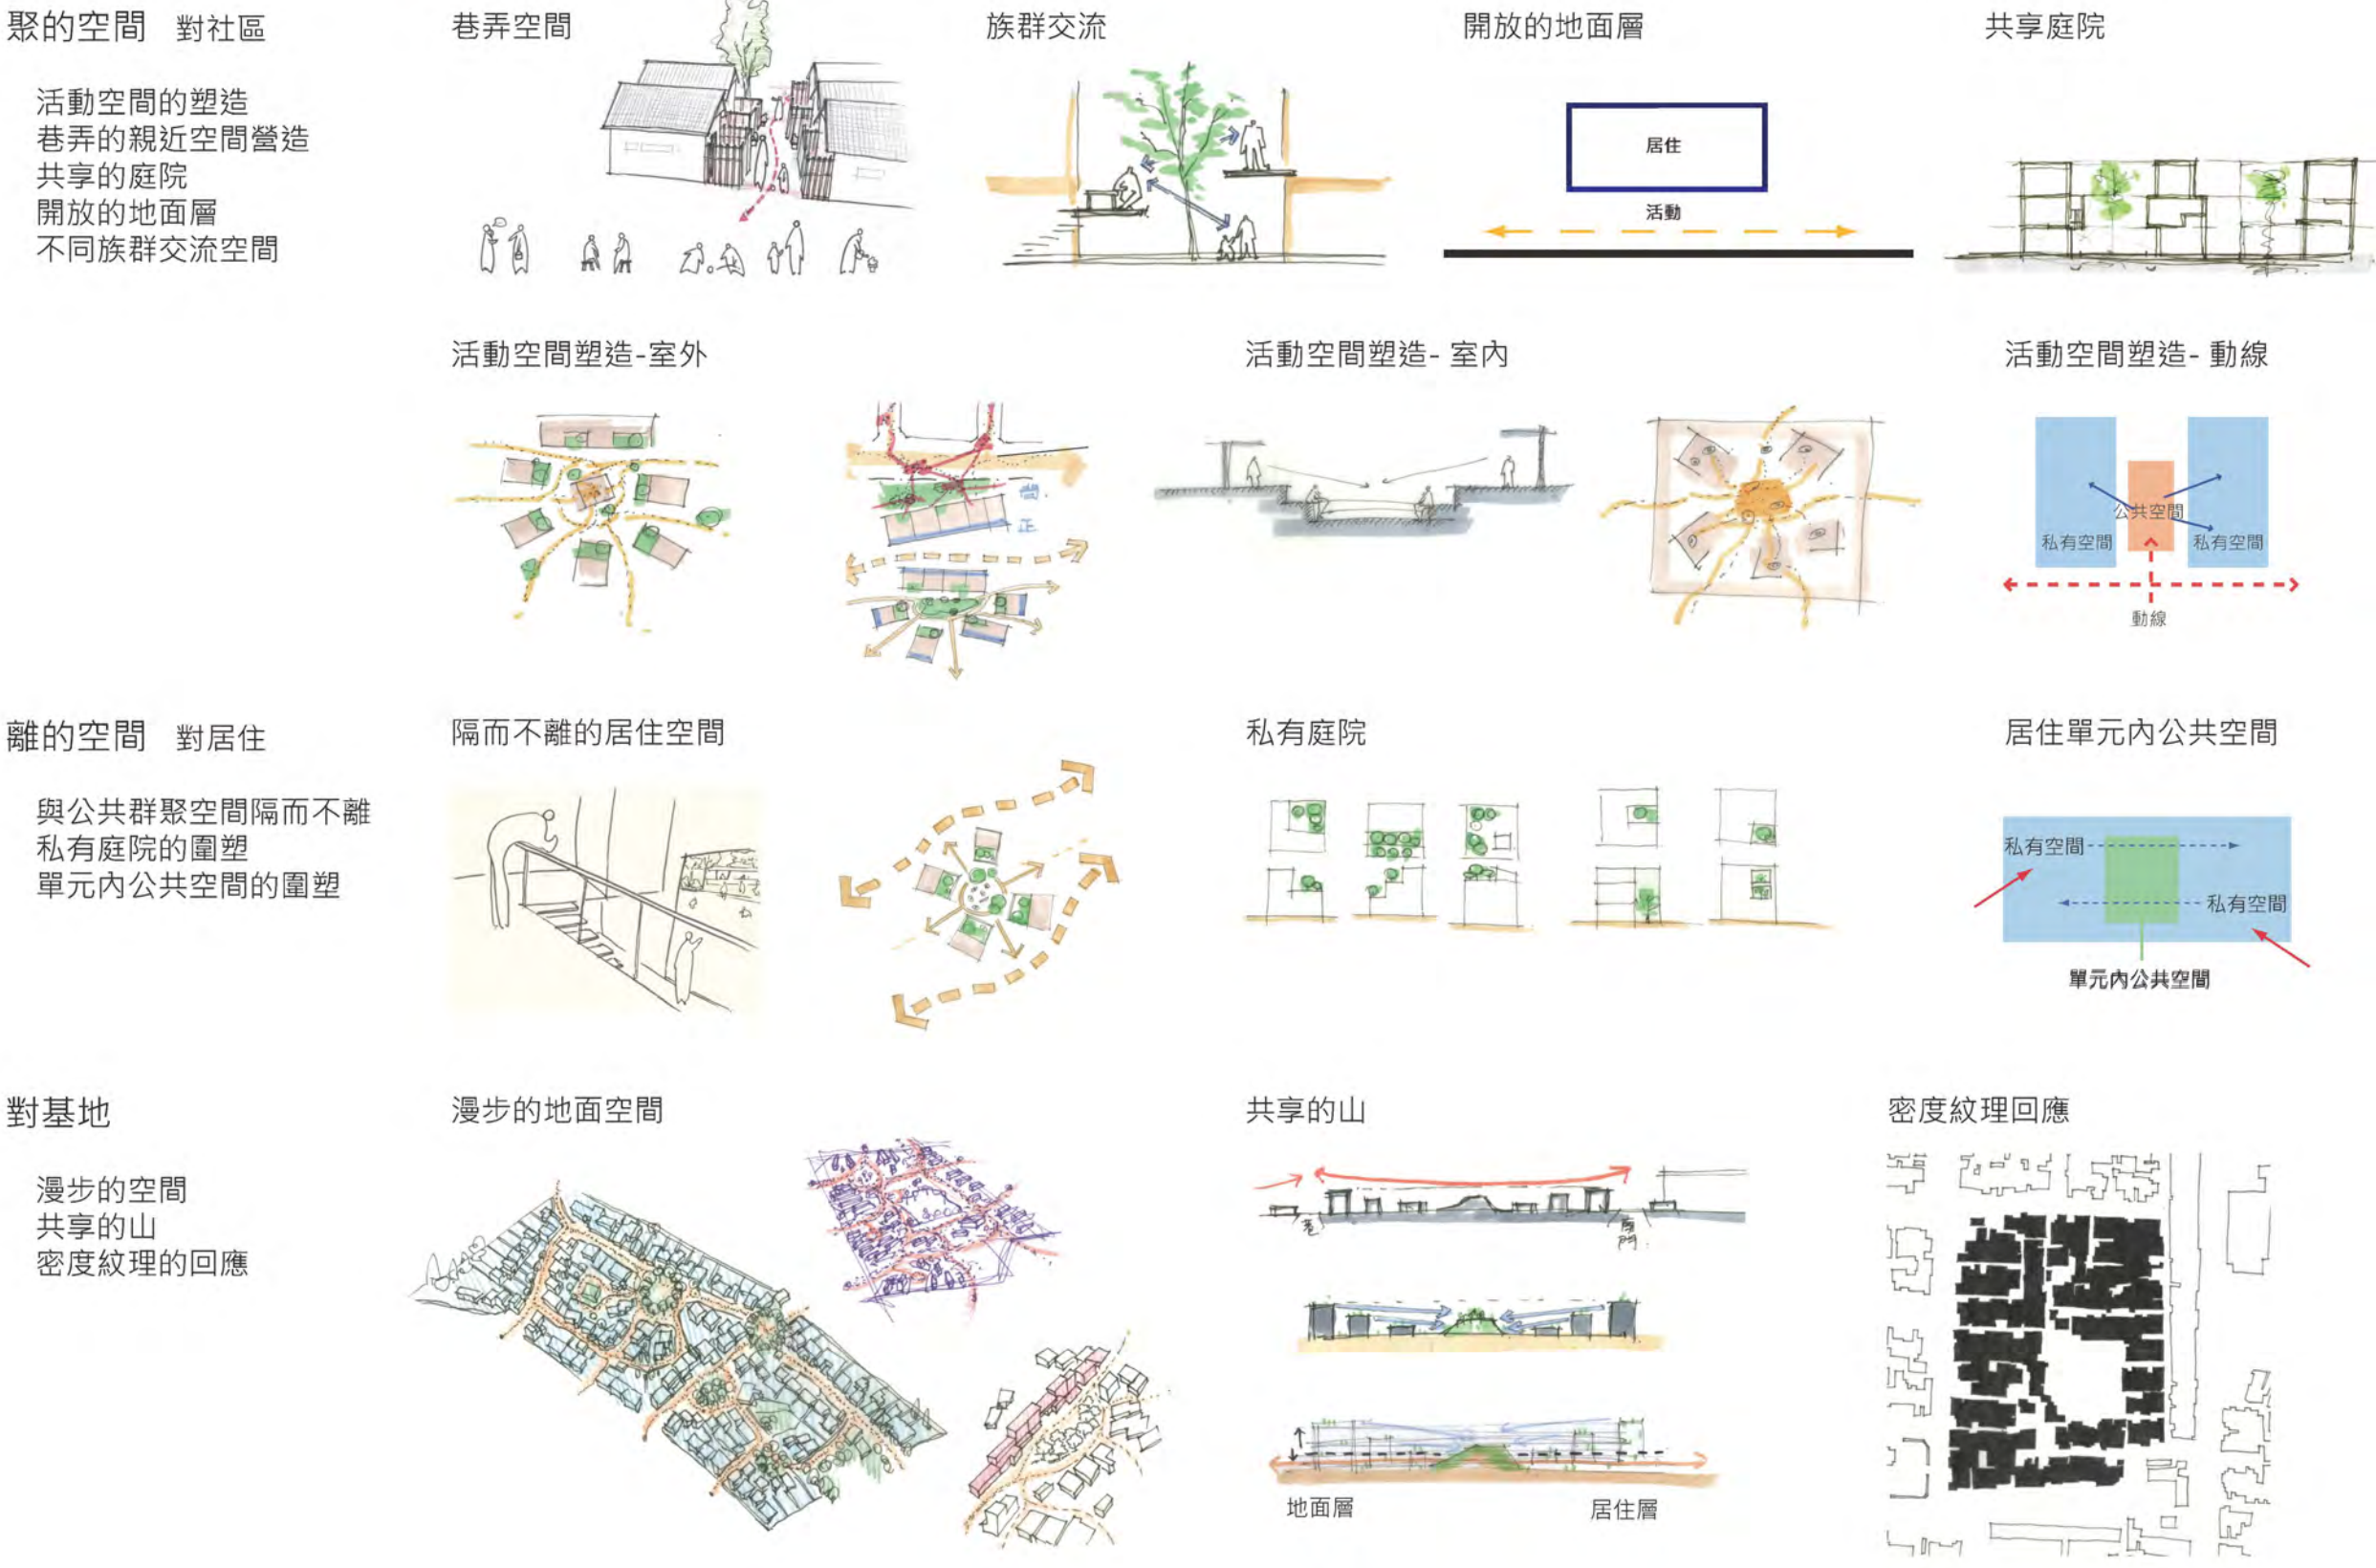 聚的空間 對社區
活動空間的塑造
巷弄的親近空間營造
共享的庭院
開放的地面層
不同族群交流空間
巷弄空間
族群交流
開放的地面層
居住
活動
共享庭院
活動空間塑造-室外
活動空間塑造- 室內
活動空間塑造- 動線
公共空間
私有空間
私有空間
動線
離的空間 對居住
與公共群聚空間隔而不離
私有庭院的圍塑
單元內公共空間的圍塑
隔而不離的居住空間
私有庭院
居住單元內公共空間
私有空間
私有空間
單元內公共空間
對基地
漫步的空間
共享的山
密度紋理的回應
漫步的地面空間
共享的山
地面層
居住層
密度紋理回應